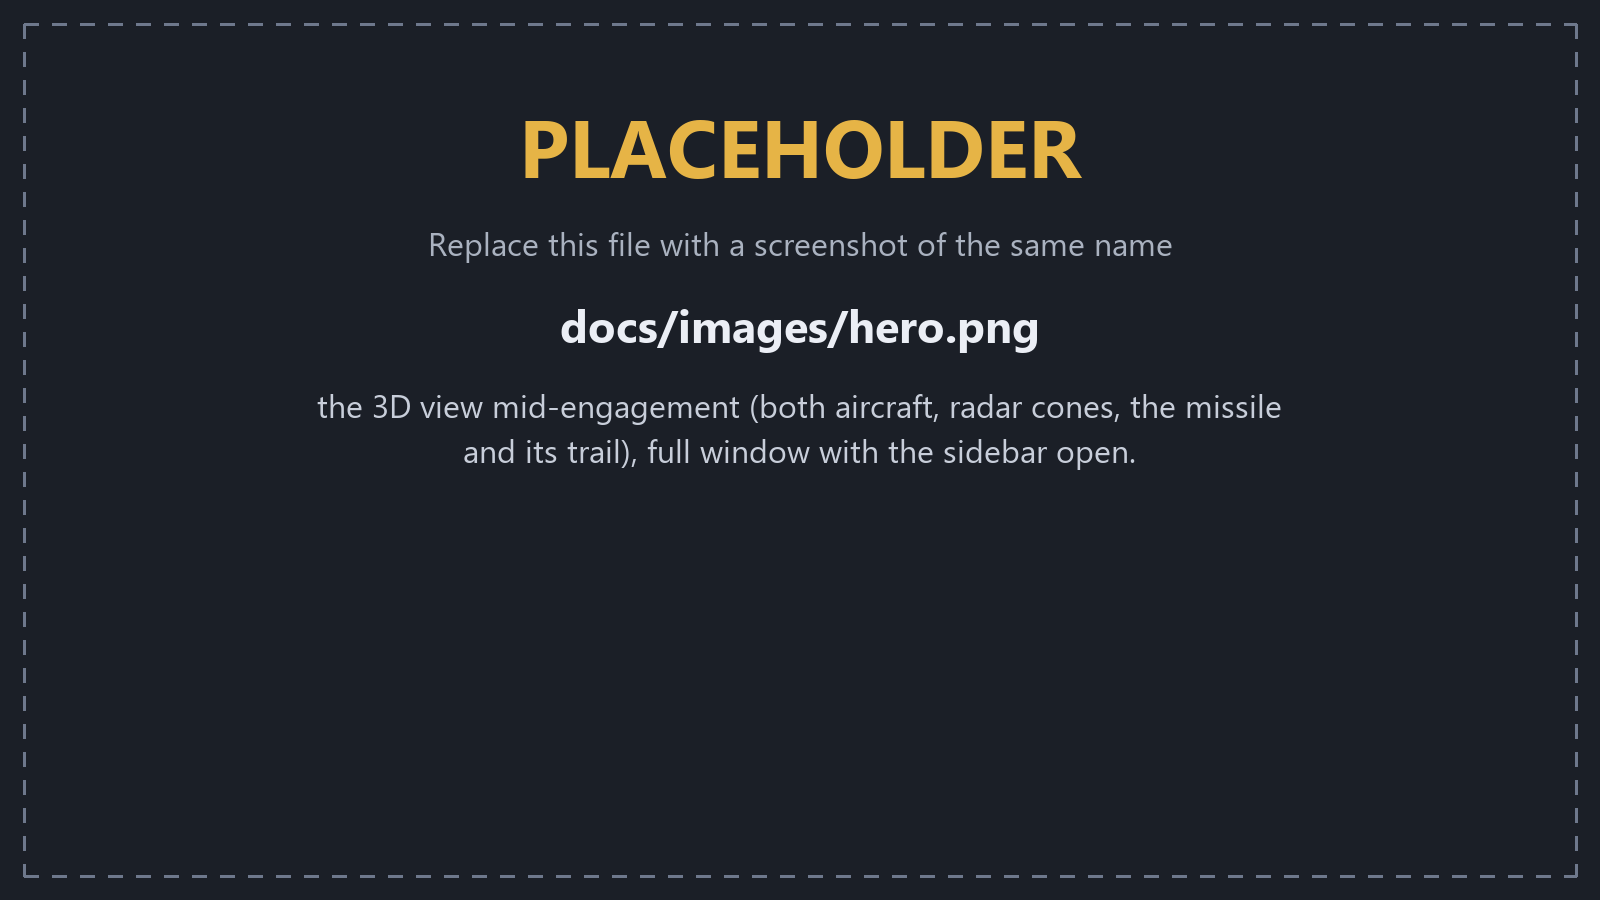 PLACEHOLDER
Replace this file with a screenshot of the same name
docs/images/hero.png
the 3D view mid-engagement (both aircraft, radar cones, the missile
and its trail), full window with the sidebar open.